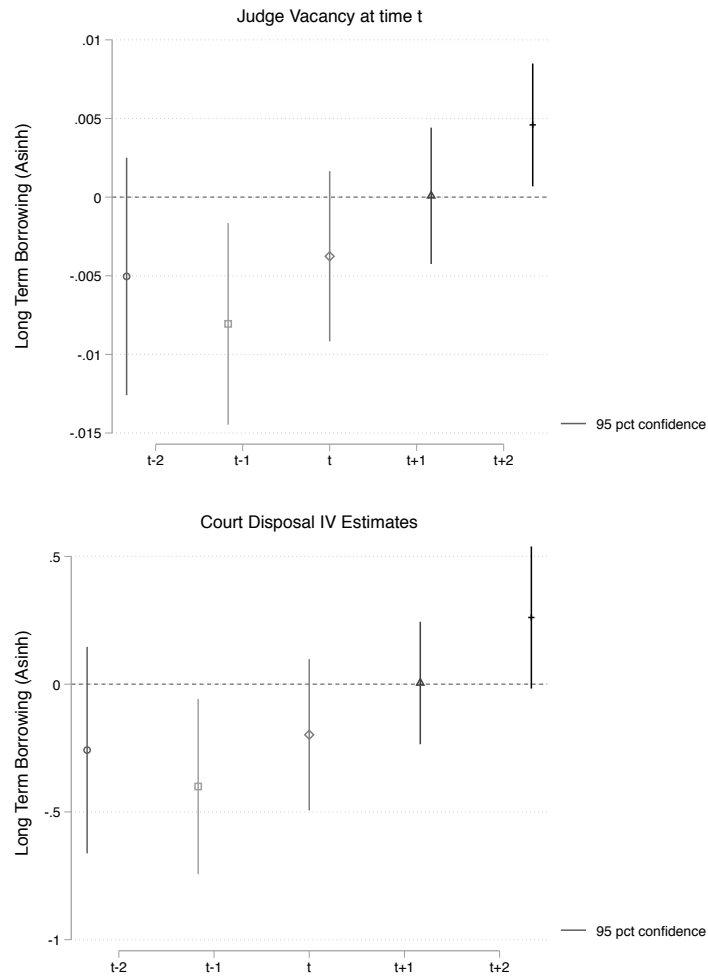 Judge Vacancy at time t
Long Term Borrowing (Asinh)
.01
.005
0
-.005
-.01
-.015
t-2 t-1 t t+1 t+2
95 pct confidence
Court Disposal IV Estimates
Long Term Borrowing (Asinh)
.5
0
-.5
-1
t-2 t-1 t t+1 t+2
95 pct confidence